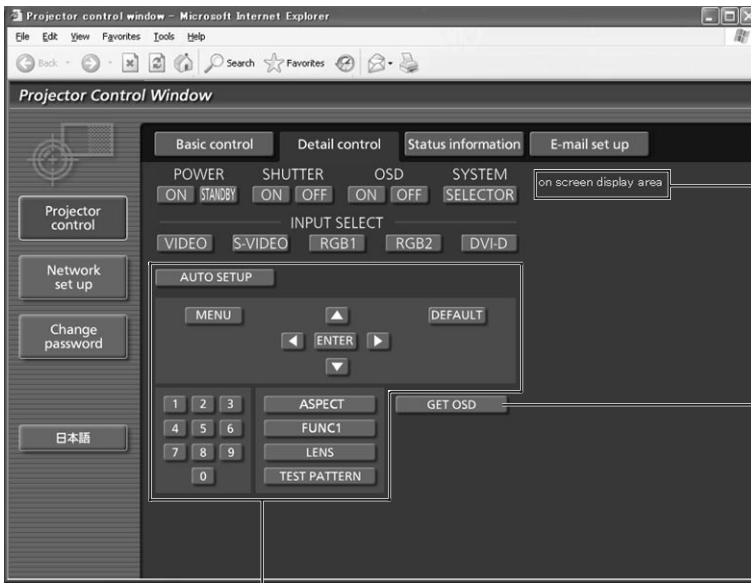 Projector control window – Microsoft Internet Explorer
File Edit View Favorites Tools Help
Back Search Favorites
Projector Control Window
Basic control Detail control Status information E-mail set up
POWER SHUTTER OSD SYSTEM
ON STANDBY ON OFF ON OFF SELECTOR
on screen display area
Projector control
INPUT SELECT
VIDEO S-VIDEO RGB1 RGB2 DVI-D
Network set up
AUTO SETUP
MENU DEFAULT
Change password
ENTER
1 2 3 ASPECT GET OSD
4 5 6 FUNC1
日本語
7 8 9 LENS
0 TEST PATTERN